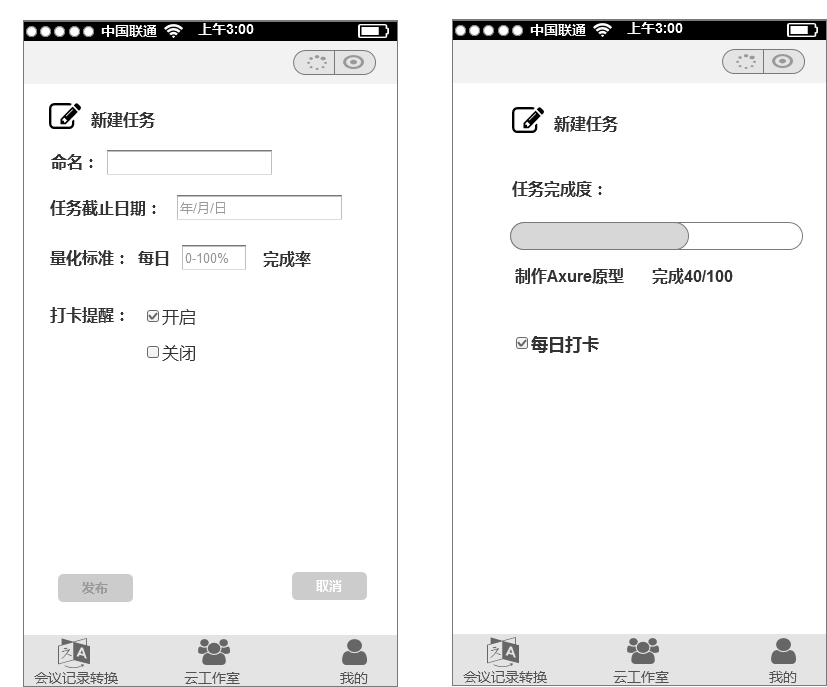 中国联通 上午3:00
新建任务
命名：
任务截止日期： 年/月/日
量化标准： 每日 0-100% 完成率
打卡提醒： 开启
关闭
发布 取消
会议记录转换 云工作室 我的
中国联通 上午3:00
新建任务
任务完成度：
制作Axure原型 完成40/100
每日打卡
会议记录转换 云工作室 我的